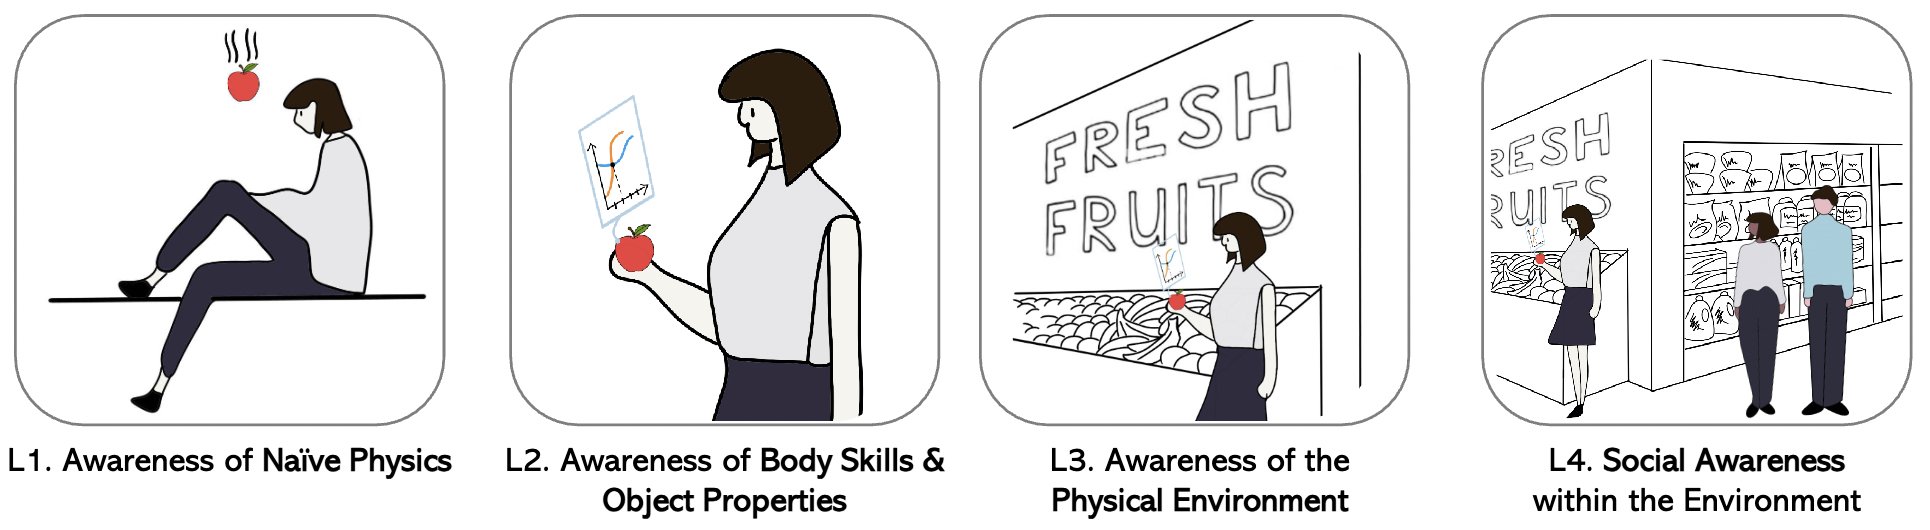 FRESH
FRUITS
RESH
RUITS
L1. Awareness of Naïve Physics
L2. Awareness of Body Skills &
Object Properties
L3. Awareness of the
Physical Environment
L4. Social Awareness
within the Environment